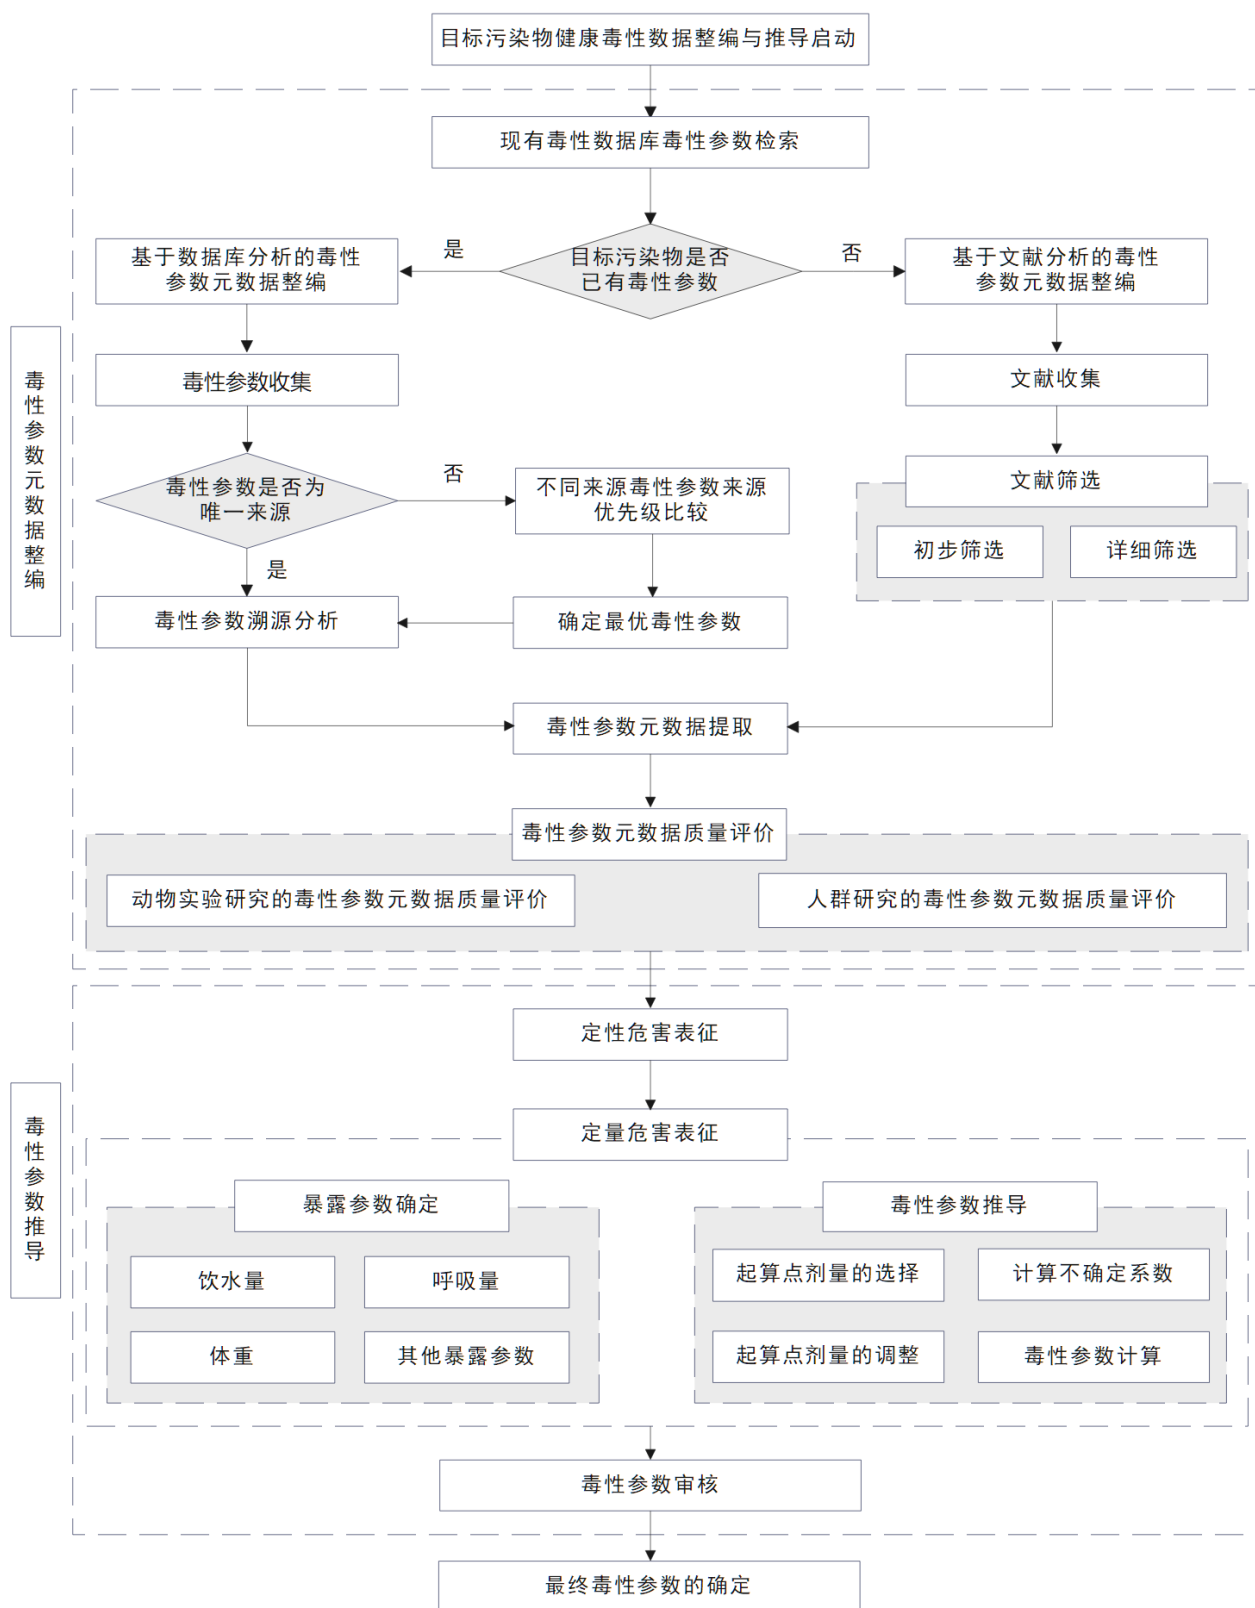 目标污染物健康毒性数据整编与推导启动
现有毒性数据库毒性参数检索
目标污染物是否
已有毒性参数
是
否
基于数据库分析的毒性
参数元数据整编
基于文献分析的毒性
参数元数据整编
毒性参数收集
文献收集
毒性参数是否为
唯一来源
否
是
不同来源毒性参数来源
优先级比较
文献筛选
初步筛选
详细筛选
毒性参数溯源分析
确定最优毒性参数
毒性参数元数据提取
毒性参数元数据质量评价
动物实验研究的毒性参数元数据质量评价
人群研究的毒性参数元数据质量评价
毒性参数元数据整编
定性危害表征
定量危害表征
暴露参数确定
饮水量
呼吸量
体重
其他暴露参数
毒性参数推导
起算点剂量的选择
计算不确定系数
起算点剂量的调整
毒性参数计算
毒性参数推导
毒性参数审核
最终毒性参数的确定